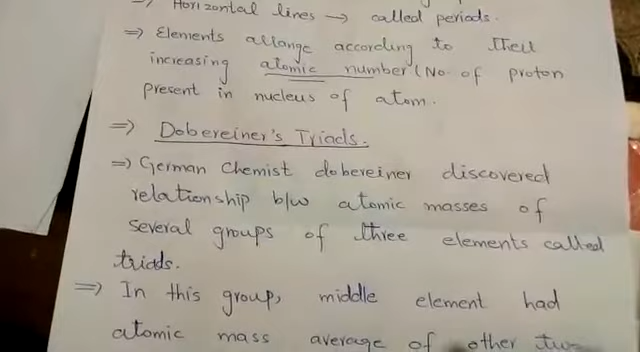 ⇒ Horizontal lines → called periods.
⇒ Elements arrange according to their
increasing atomic number (No. of proton
present in nucleus of atom.
⇒ Dobereiner's Triads.
⇒ German Chemist dobereiner discovered
relationship b/w atomic masses of
several groups of three elements called
triads.
⇒ In this group, middle element had
atomic mass average of other two